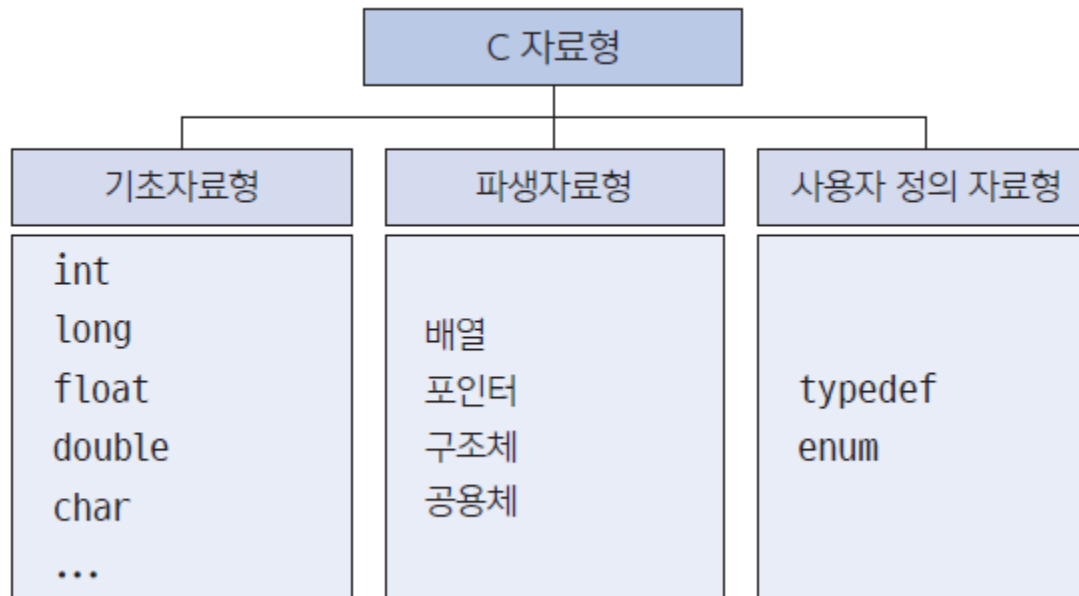 C 자료형
기초자료형
int
long
float
double
char
...
파생자료형
배열
포인터
구조체
공용체
사용자 정의 자료형
typedef
enum